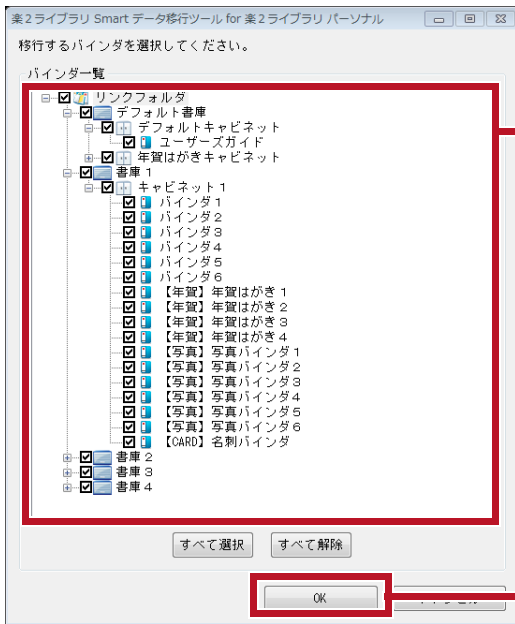 楽２ライブラリ Smart データ移行ツール for 楽２ライブラリ パーソナル
移行するバインダを選択してください。
バインダ一覧
リンクフォルダ
デフォルト書庫
デフォルトキャビネット
ユーザーズガイド
年賀はがきキャビネット
書庫１
キャビネット１
バインダ１
バインダ２
バインダ３
バインダ４
バインダ５
バインダ６
【年賀】年賀はがき１
【年賀】年賀はがき２
【年賀】年賀はがき３
【年賀】年賀はがき４
【写真】写真バインダ１
【写真】写真バインダ２
【写真】写真バインダ３
【写真】写真バインダ４
【写真】写真バインダ５
【写真】写真バインダ６
【CARD】名刺バインダ
書庫２
書庫３
書庫４
すべて選択 すべて解除
OK